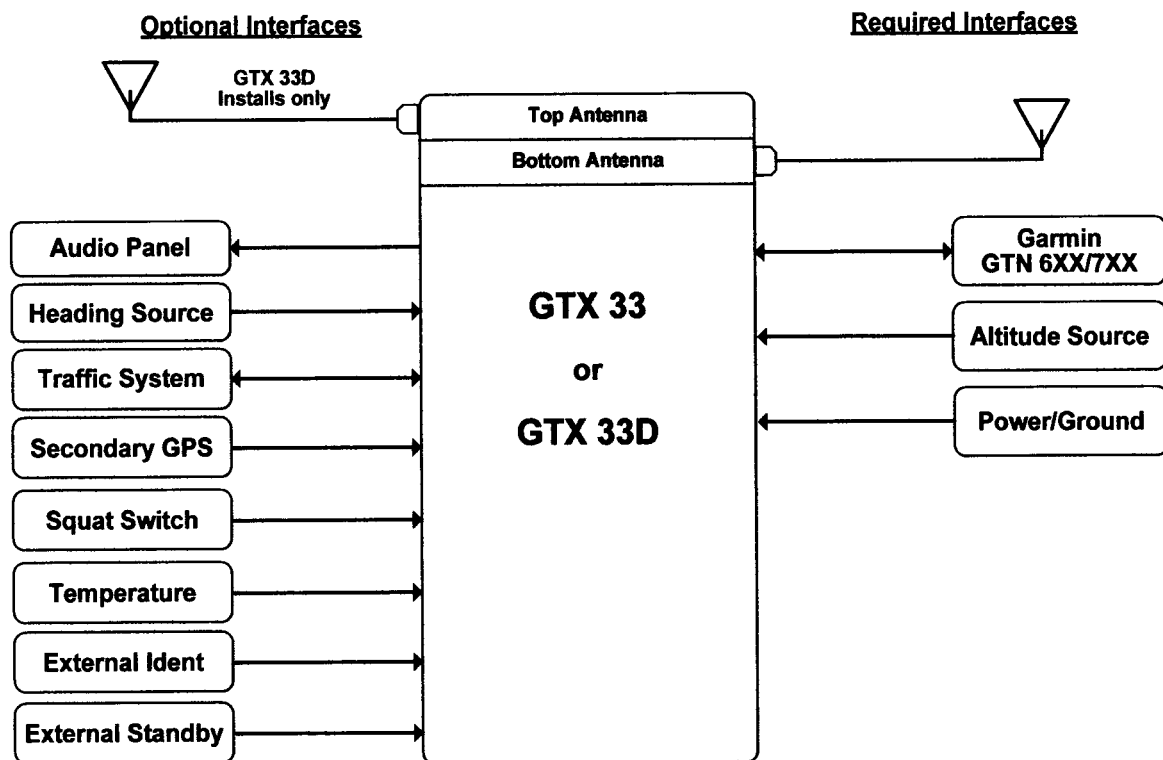 Optional Interfaces
Required Interfaces
GTX 33D
Installs only
Top Antenna
Bottom Antenna
Audio Panel
Heading Source
Traffic System
Secondary GPS
Squat Switch
Temperature
External Ident
External Standby
GTX 33
or
GTX 33D
Garmin
GTN 6XX/7XX
Altitude Source
Power/Ground